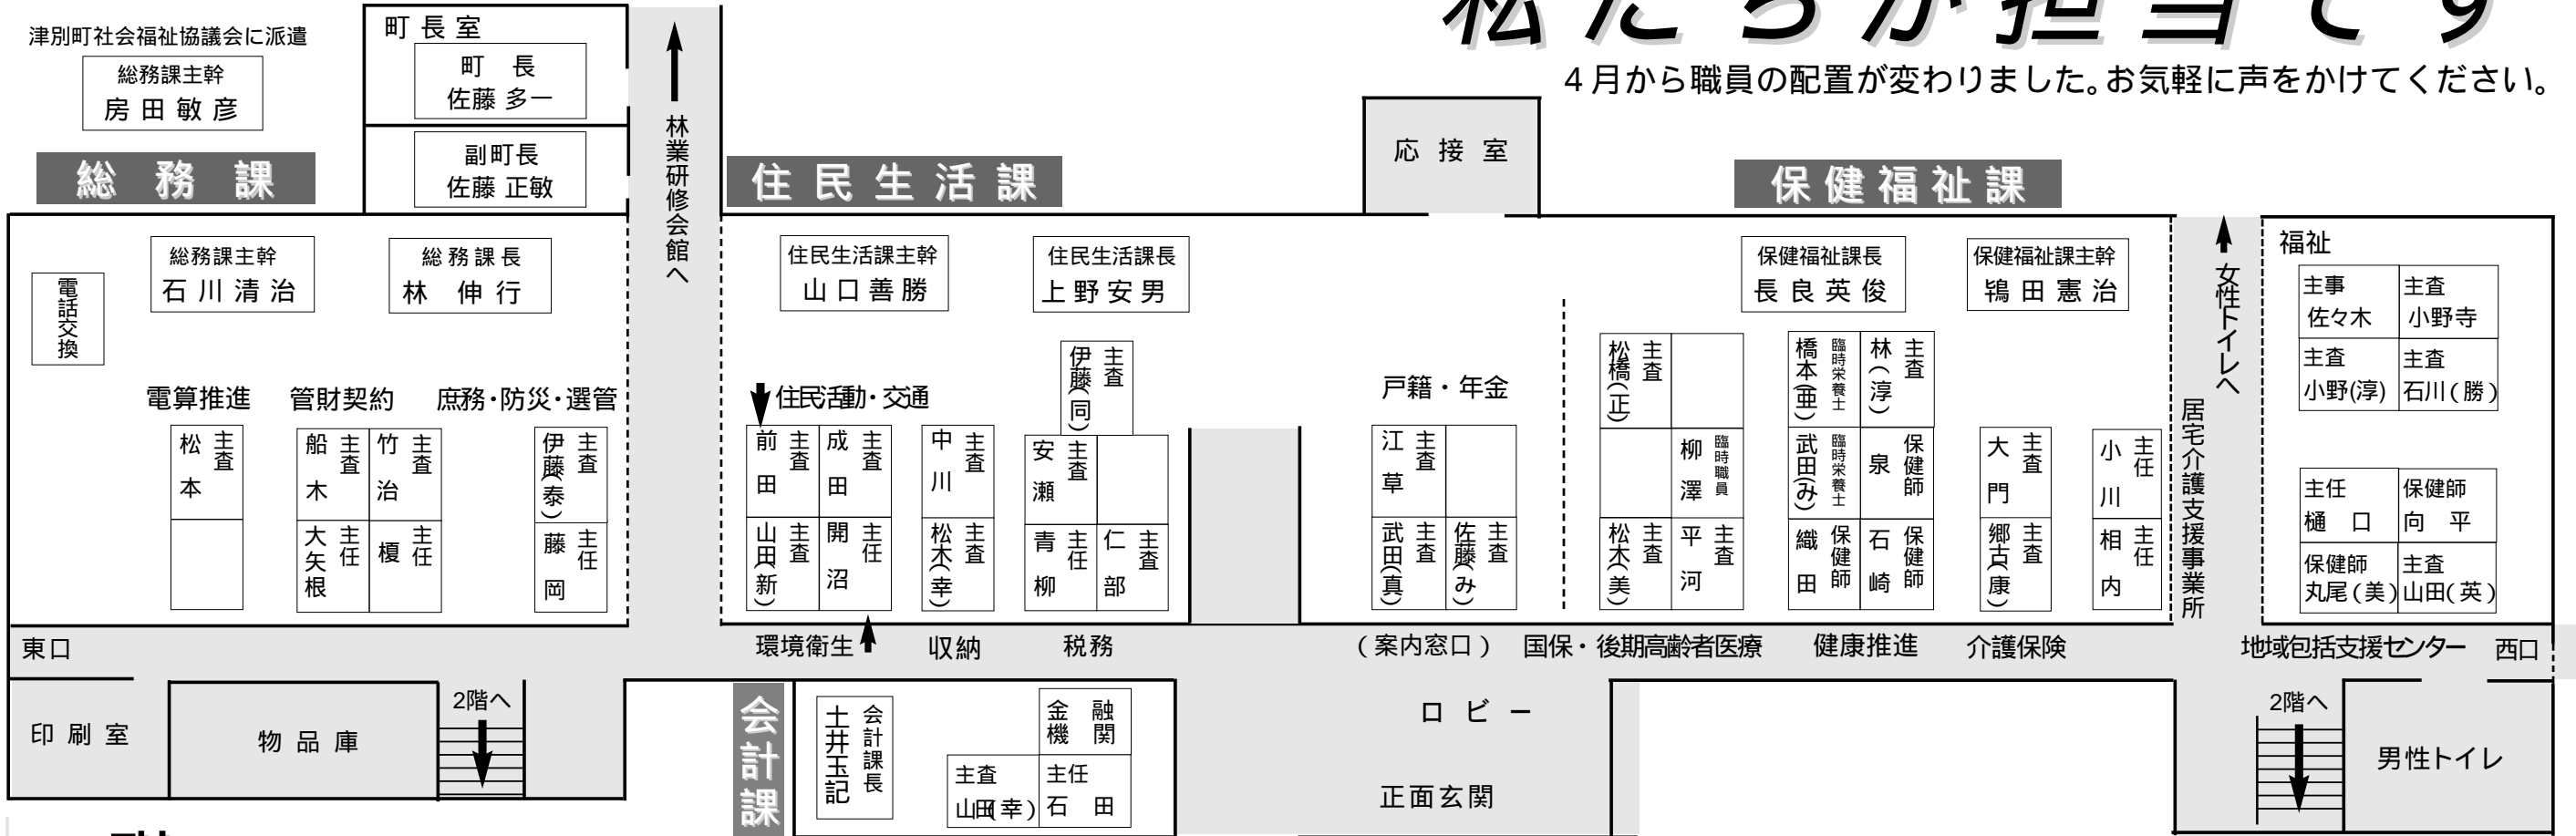 私たちが担当です
4月から職員の配置が変わりました。お気軽に声をかけてください。
津別町社会福祉協議会に派遣
総務課主幹
房田敏彦
町長室
町 長
佐藤 多一
副町長
佐藤 正敏
林業研修会館へ
応接室
総務課
住民生活課
保健福祉課
電話交換
総務課主幹
石川清治
総務課長
林 伸行
電算推進
管財契約
庶務・防災・選管
主査
松本
主査
船木
主査
竹治
主任
大矢根
主任
榎
主査
伊藤(泰)
主任
藤岡
住民生活課主幹
山口善勝
住民生活課長
上野安男
住民活動・交通
主査
前田
主査
成田
主査
山田(新)
主任
開沼
主査
中川
主査
松木(幸)
主査
伊藤(同)
主査
安瀬
主任
青柳
主査
仁部
戸籍・年金
主査
江草
主査
武田(真)
主査
佐藤(み)
保健福祉課長
長良英俊
保健福祉課主幹
鴇田憲治
主査
松橋(正)
臨時職員
柳澤
主査
松木(美)
主査
平河
臨時栄養士
橋本(亜)
主査
林(淳)
臨時栄養士
武田(み)
保健師
泉
保健師
織田
保健師
石崎
主査
大門
主査
郷古(康)
主任
小川
主任
相内
女性トイレへ
居宅介護支援事業所
福祉
主事
佐々木
主査
小野寺
主査
小野(淳)
主査
石川(勝)
主任
樋口
保健師
向平
保健師
丸尾(美)
主査
山田(英)
東口
環境衛生
収納
税務
(案内窓口)
国保・後期高齢者医療
健康推進
介護保険
地域包括支援センター
西口
印刷室
物品庫
2階へ
会計課
会計課長
土井玉記
金融機関
主査
山田(幸)
主任
石田
ロビー
正面玄関
2階へ
男性トイレ